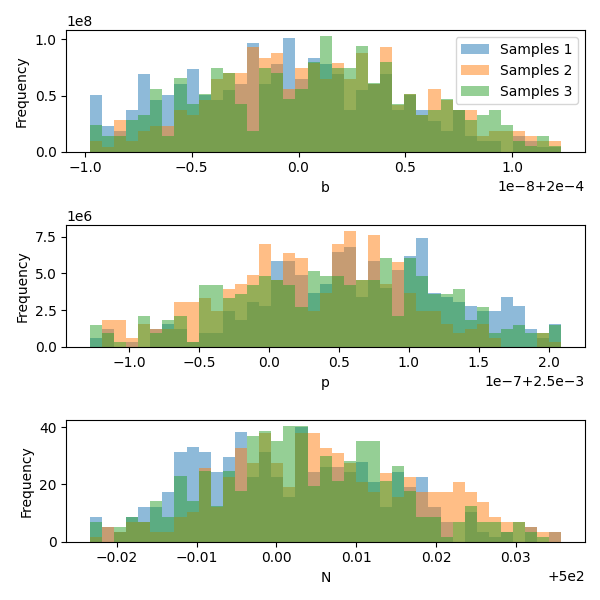 1e8
1.0
0.5
0.0
Frequency
Samples 1
Samples 2
Samples 3
−1.0 −0.5 0.0 0.5 1.0
b
1e−8+2e−4
1e6
7.5
5.0
2.5
0.0
Frequency
−1.0 −0.5 0.0 0.5 1.0 1.5 2.0
p
1e−7+2.5e−3
40
20
0
Frequency
−0.02 −0.01 0.00 0.01 0.02 0.03
N
+5e2